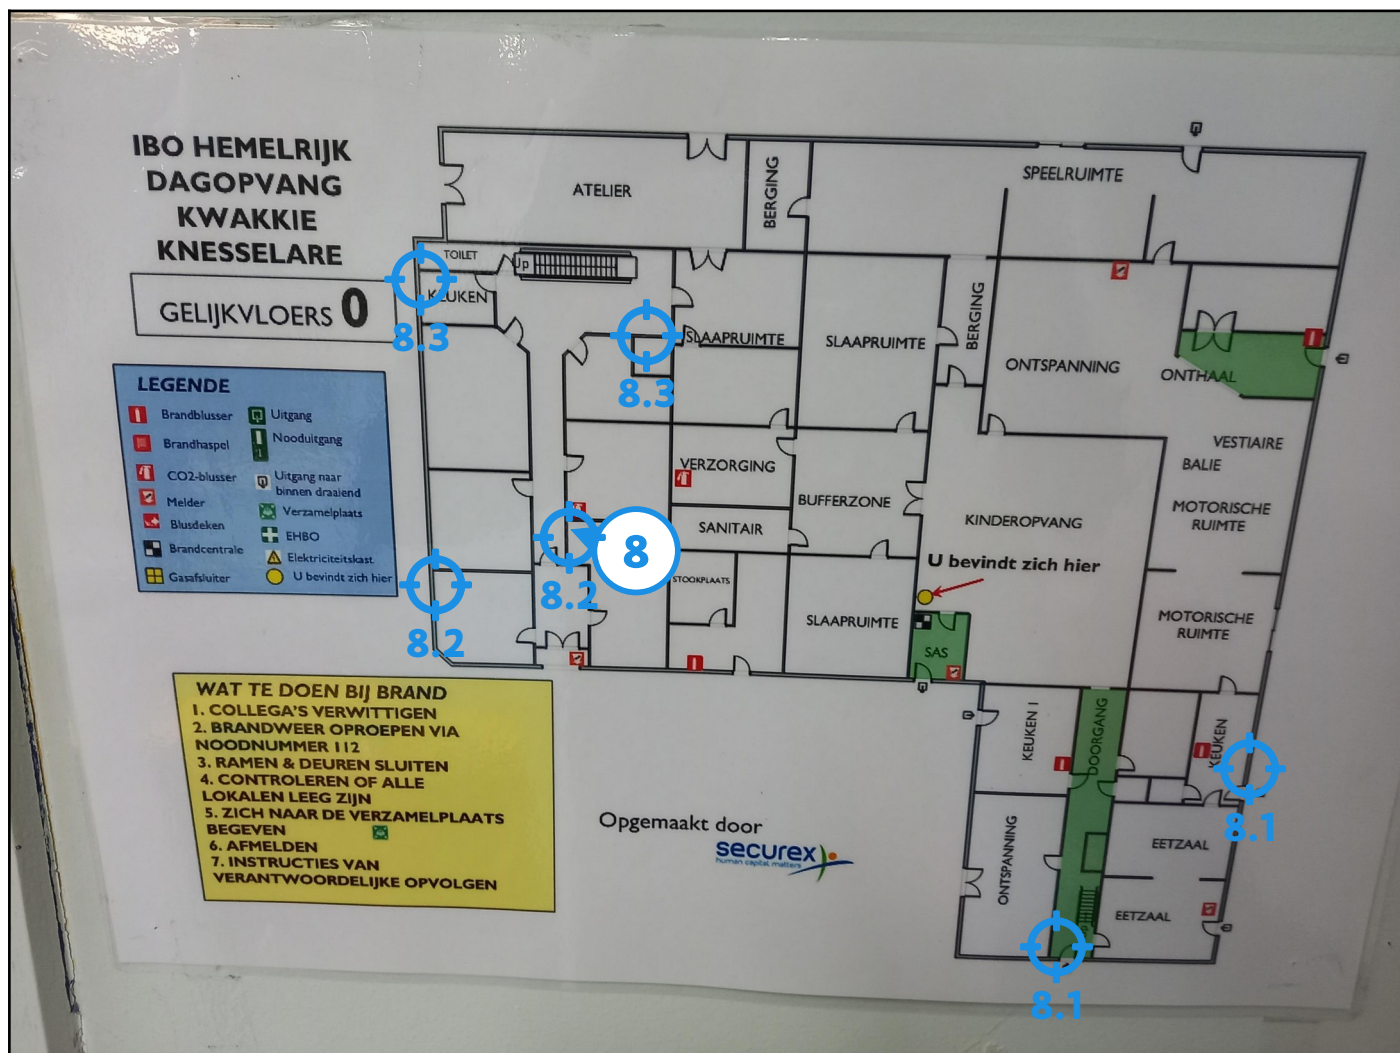 IBO HEMELRIJK
DAGOPVANG
KWAKKIE
KNESSELARE
GELIJKVLOERS 0
LEGENDE
Brandblusser
Brandhaspel
CO2-blusser
Melder
Blusdeken
Brandcentrale
Gasafsluiter
Uitgang
Nooduitgang
Uitgang naar
binnen draaiend
Verzamelplaats
EHBO
Elektriciteitskast
U bevindt zich hier
WAT TE DOEN BIJ BRAND
1. COLLEGA'S VERWITTIGEN
2. BRANDWEER OPROEPEN VIA
NOODNUMMER 112
3. RAMEN & DEUREN SLUITEN
4. CONTROLEREN OF ALLE
LOKALEN LEEG ZIJN
5. ZICH NAAR DE VERZAMELPLAATS
BEGEVEN
6. AFMELDEN
7. INSTRUCTIES VAN
VERANTWOORDELIJKE OPVOLGEN
ATELIER
BERGING
SPEELRUIMTE
TOILET
Up
KEUKEN
8.3
8.3
SLAAPRUIMTE
SLAAPRUIMTE
BERGING
ONTSPANNING
ONTHAAL
VESTIAIRE
BALIE
VERZORGING
BUFFERZONE
KINDEROPVANG
MOTORISCHE
RUIMTE
SANITAIR
8
8.2
8.2
STOOKPLAATS
SLAAPRUIMTE
U bevindt zich hier
SAS
MOTORISCHE
RUIMTE
KEUKEN 1
DOORGANG
KEUKEN
8.1
ONTSPANNING
EETZAAL
EETZAAL
8.1
Opgemaakt door
securex
human capital matters